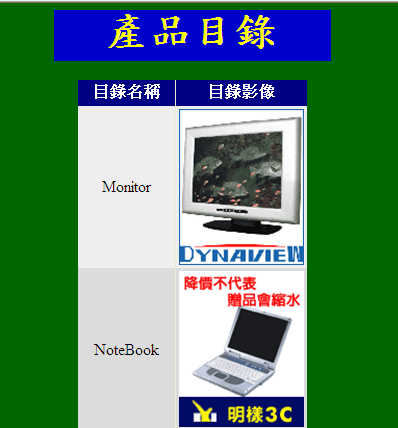 產品目錄
目錄名稱 目錄影像
Monitor
DYNAVIEW
降價不代表
贈品會縮水
NoteBook
明樣3C